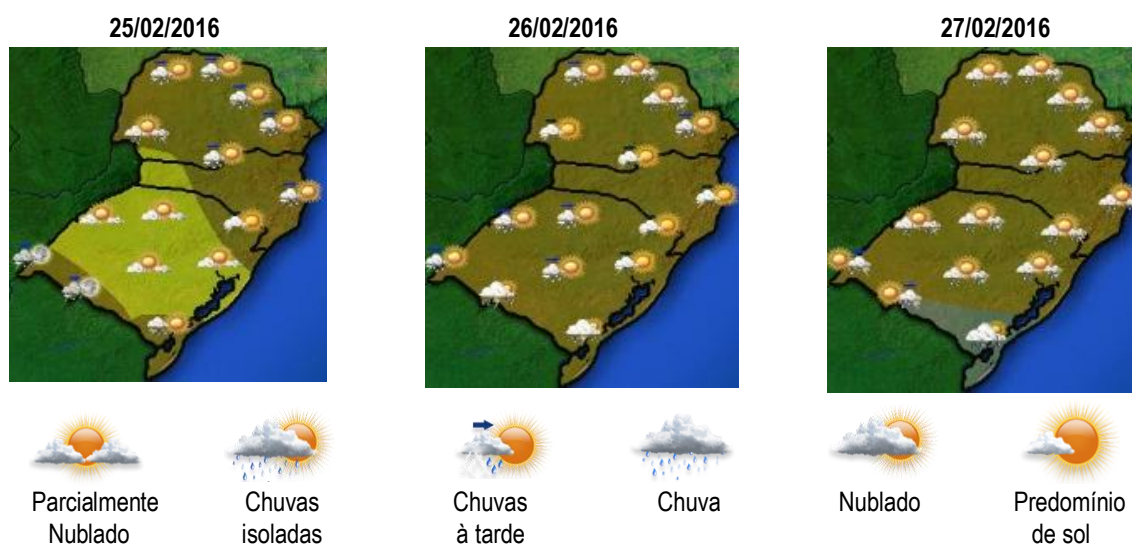 25/02/2016
26/02/2016
27/02/2016
Parcialmente
Nublado
Chuvas
isoladas
Chuvas
à tarde
Chuva
Nublado
Predomínio
de sol